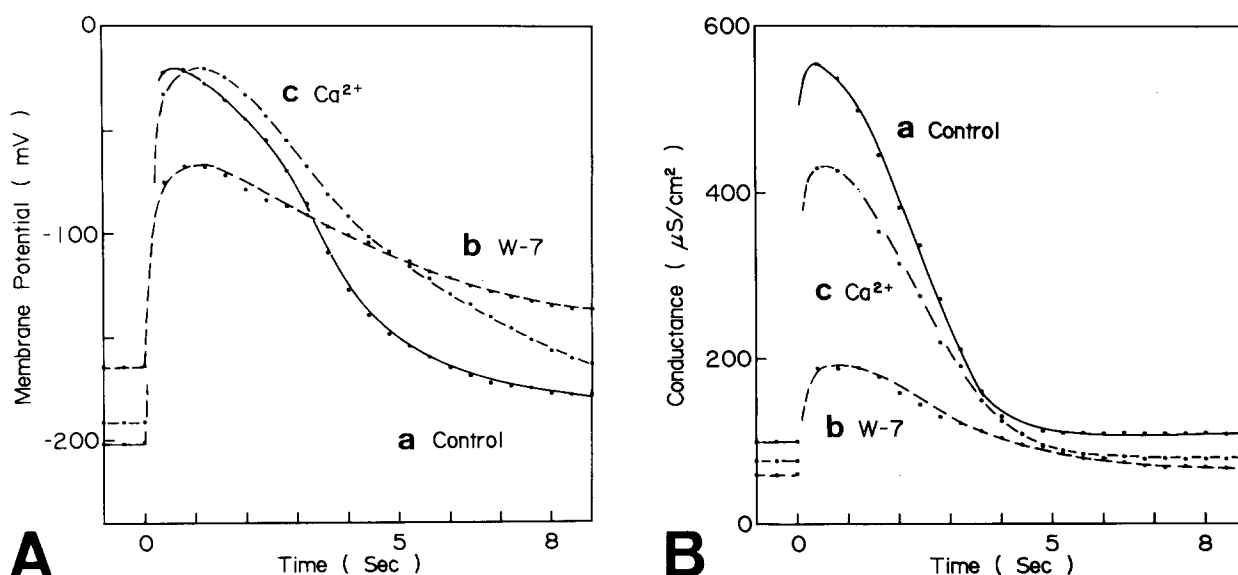 0
-100
-200
Membrane Potential ( mV )
c Ca²⁺
b W-7
a Control
0
5
8
Time ( Sec )
A
600
400
200
0
Conductance ( μS/cm² )
a Control
c Ca²⁺
b W-7
0
5
8
Time ( Sec )
B